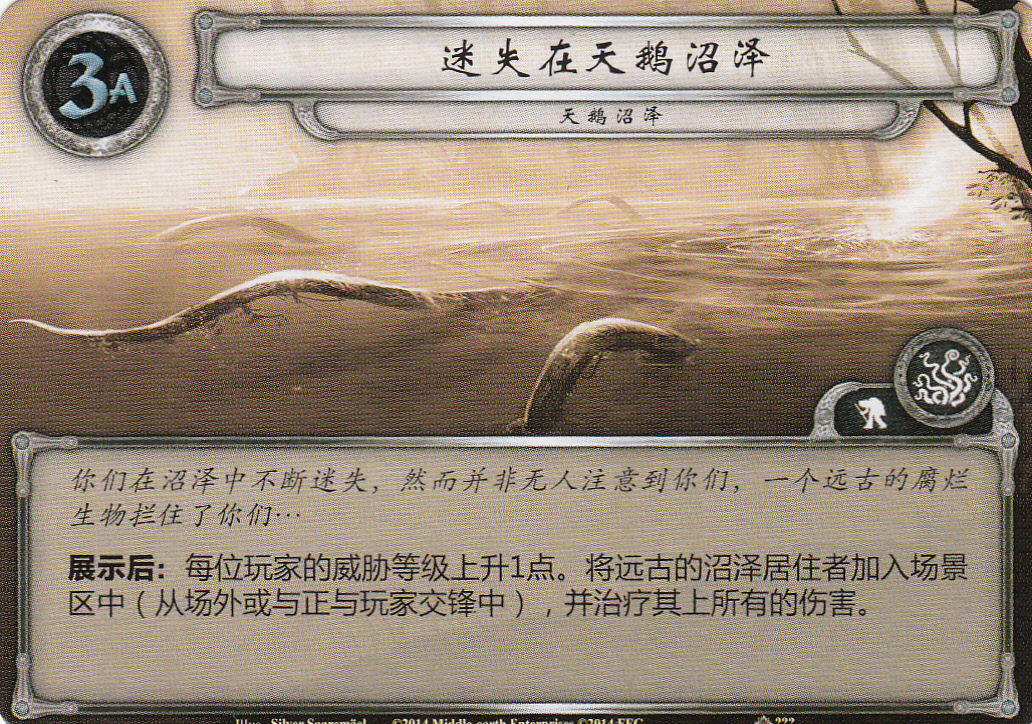 3A
迷失在天鹅沼泽
天鹅沼泽
你们在沼泽中不断迷失，然而并非无人注意到你们，一个远古的腐烂
生物拦住了你们…
展示后：每位玩家的威胁等级上升1点。将远古的沼泽居住者加入场景
区中（从场外或与正与玩家交锋中），并治疗其上所有的伤害。
©2014 Middle-earth Enterprises ©2014 FFG